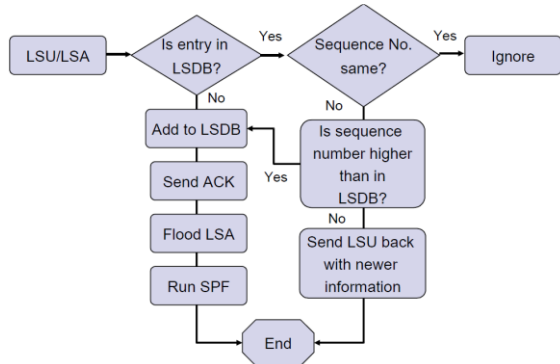 LSU/LSA
Is entry in
LSDB?
Yes
Sequence No.
same?
Yes
Ignore
No
No
Add to LSDB
Is sequence
number higher
than in
LSDB?
Yes
Send ACK
No
Flood LSA
Send LSU back
with newer
information
Run SPF
End